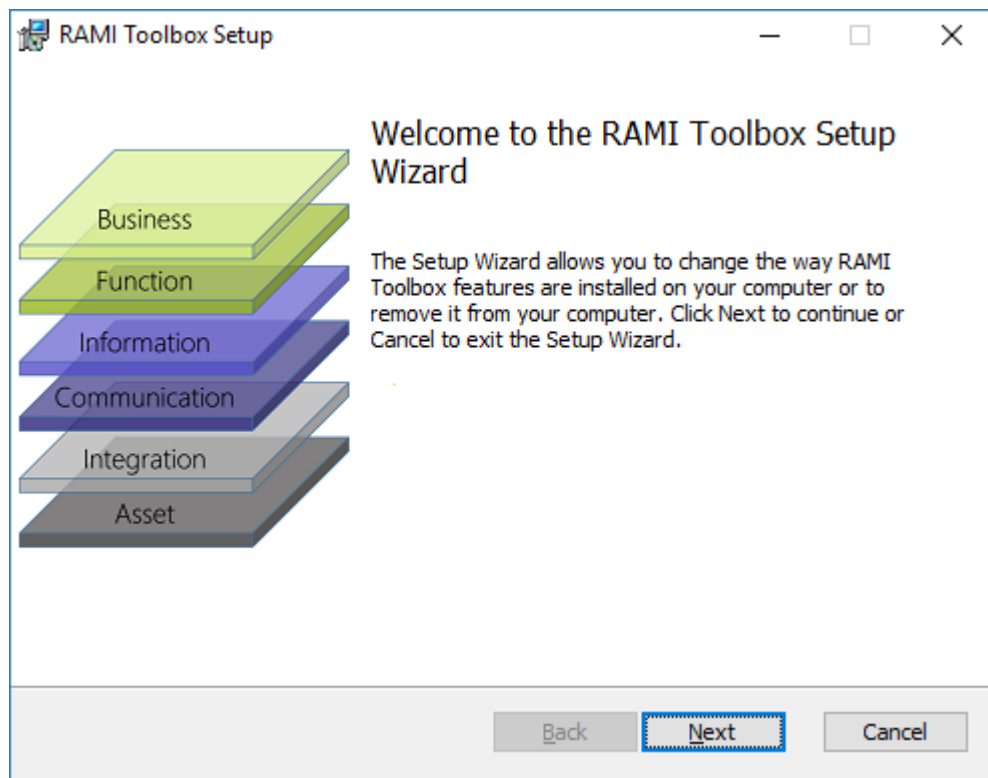 RAMI Toolbox Setup
Welcome to the RAMI Toolbox Setup
Wizard
The Setup Wizard allows you to change the way RAMI
Toolbox features are installed on your computer or to
remove it from your computer. Click Next to continue or
Cancel to exit the Setup Wizard.
Business
Function
Information
Communication
Integration
Asset
Back
Next
Cancel